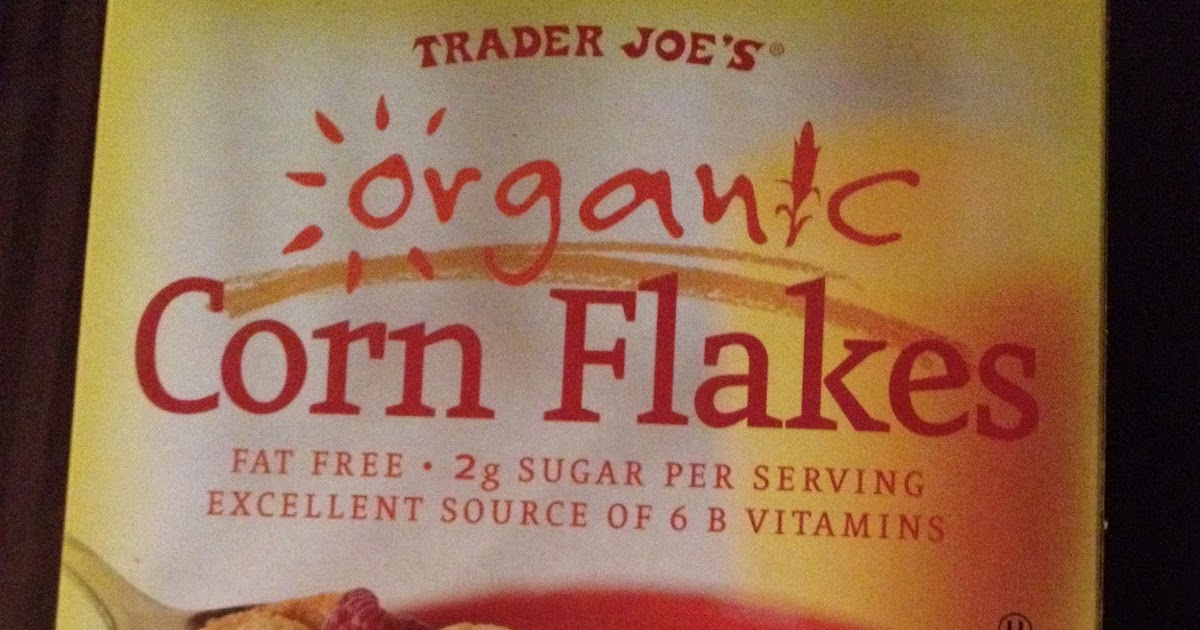 TRADER JOE'S®
organic
Corn Flakes
FAT FREE • 2g SUGAR PER SERVING
EXCELLENT SOURCE OF 6 B VITAMINS